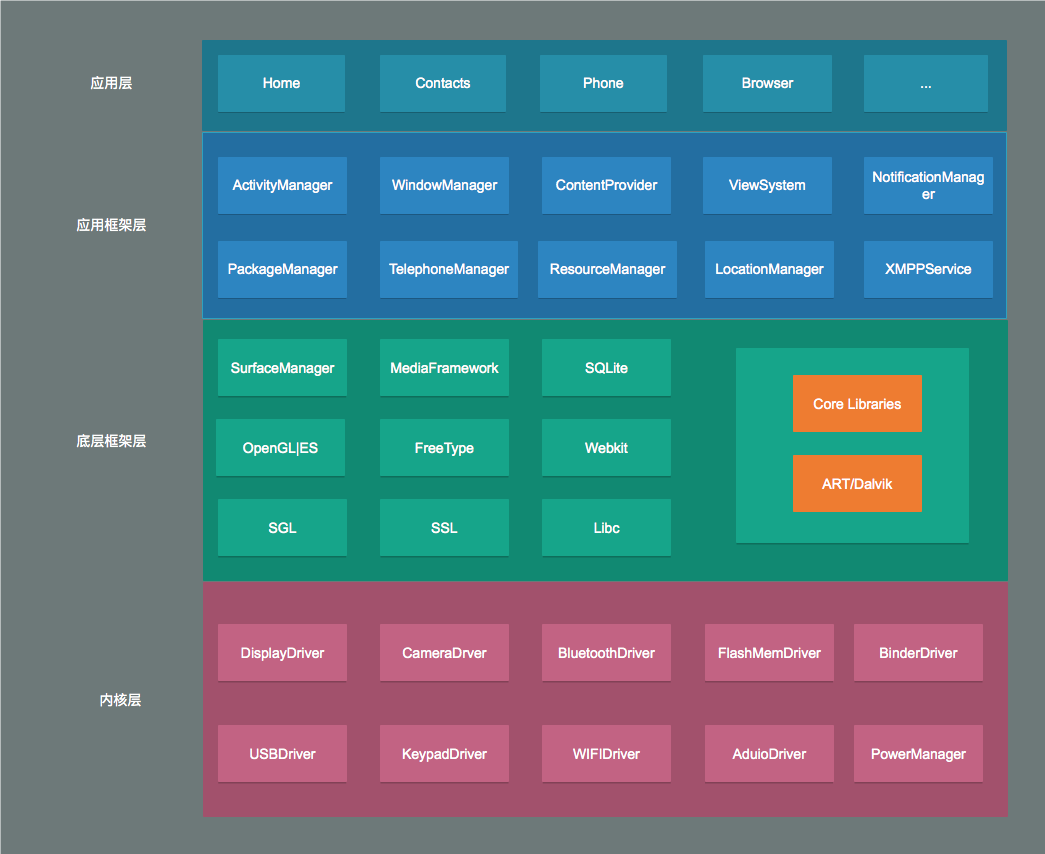 应用层
Home
Contacts
Phone
Browser
...
应用框架层
ActivityManager
WindowManager
ContentProvider
ViewSystem
NotificationManag
er
PackageManager
TelephoneManager
ResourceManager
LocationManager
XMPPService
底层框架层
SurfaceManager
MediaFramework
SQLite
Core Libraries
OpenGL|ES
FreeType
Webkit
ART/Dalvik
SGL
SSL
Libc
内核层
DisplayDriver
CameraDrver
BluetoothDriver
FlashMemDriver
BinderDriver
USBDriver
KeypadDriver
WIFIDriver
AduioDriver
PowerManager